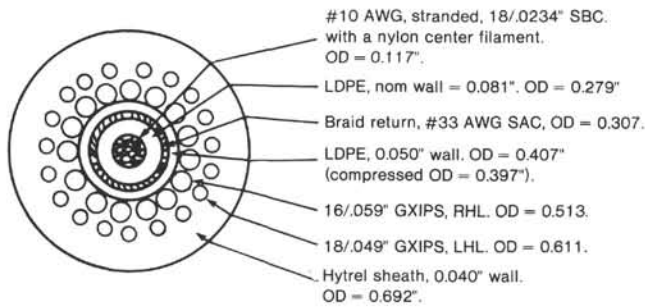 #10 AWG, stranded, 18/.0234" SBC.
with a nylon center filament.
OD = 0.117".
LDPE, nom wall = 0.081". OD = 0.279"
Braid return, #33 AWG SAC, OD = 0.307.
LDPE, 0.050" wall. OD = 0.407"
(compressed OD = 0.397").
16/.059" GXIPS, RHL. OD = 0.513.
18/.049" GXIPS, LHL. OD = 0.611.
Hytrel sheath, 0.040" wall.
OD = 0.692".